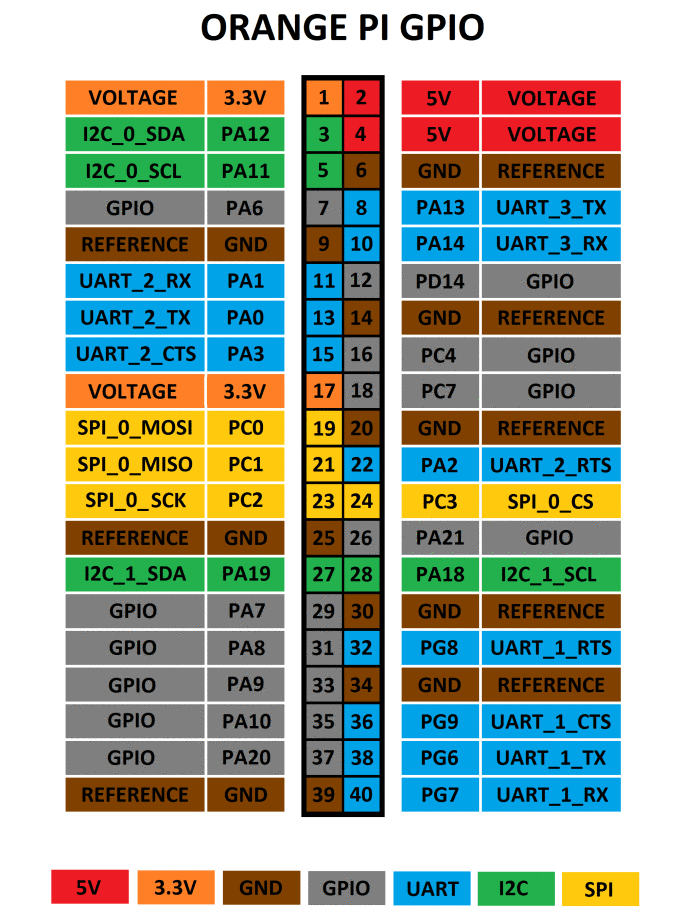 ORANGE PI GPIO
VOLTAGE 3.3V 1 2 5V VOLTAGE
I2C_0_SDA PA12 3 4 5V VOLTAGE
I2C_0_SCL PA11 5 6 GND REFERENCE
GPIO PA6 7 8 PA13 UART_3_TX
REFERENCE GND 9 10 PA14 UART_3_RX
UART_2_RX PA1 11 12 PD14 GPIO
UART_2_TX PA0 13 14 GND REFERENCE
UART_2_CTS PA3 15 16 PC4 GPIO
VOLTAGE 3.3V 17 18 PC7 GPIO
SPI_0_MOSI PC0 19 20 GND REFERENCE
SPI_0_MISO PC1 21 22 PA2 UART_2_RTS
SPI_0_SCK PC2 23 24 PC3 SPI_0_CS
REFERENCE GND 25 26 PA21 GPIO
I2C_1_SDA PA19 27 28 PA18 I2C_1_SCL
GPIO PA7 29 30 GND REFERENCE
GPIO PA8 31 32 PG8 UART_1_RTS
GPIO PA9 33 34 GND REFERENCE
GPIO PA10 35 36 PG9 UART_1_CTS
GPIO PA20 37 38 PG6 UART_1_TX
REFERENCE GND 39 40 PG7 UART_1_RX
5V 3.3V GND GPIO UART I2C SPI